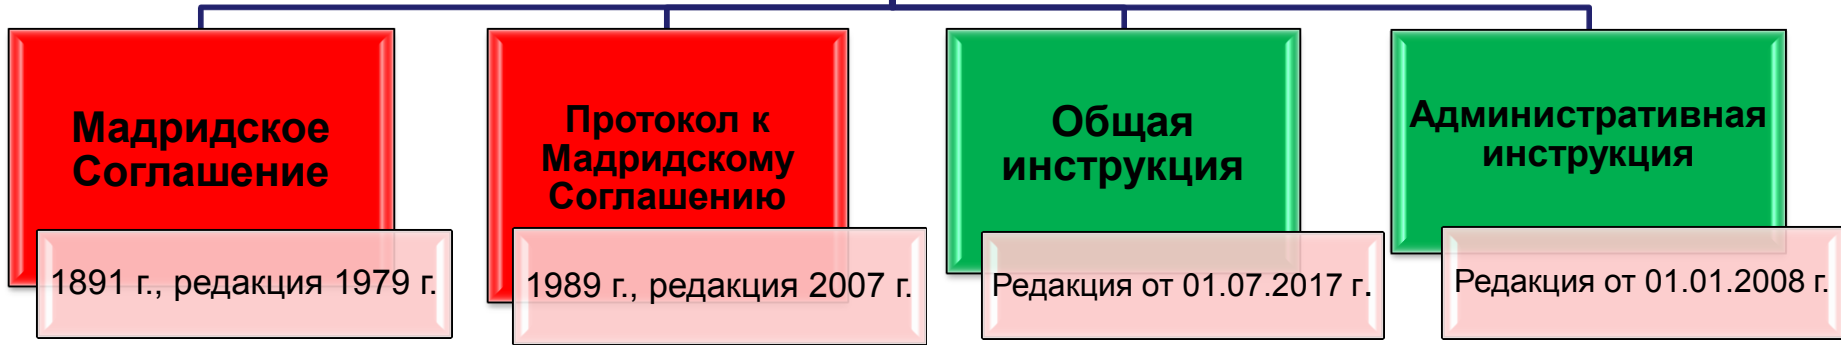 Мадридское
Соглашение
1891 г., редакция 1979 г.
Протокол к
Мадридскому
Соглашению
1989 г., редакция 2007 г.
Общая
инструкция
Редакция от 01.07.2017 г.
Административная
инструкция
Редакция от 01.01.2008 г.